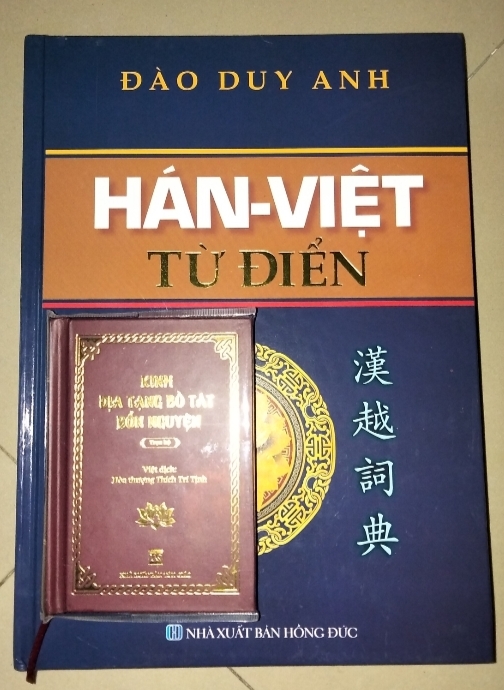 ĐÀO DUY ANH
HÁN-VIỆT
TỪ ĐIỂN
漢越詞典
KINH
ĐỊA TẠNG BỒ TÁT
BỔN NGUYỆN
Việt dịch:
Hòa thượng Thích Trí Tịnh
NHÀ XUẤT BẢN HỒNG ĐỨC